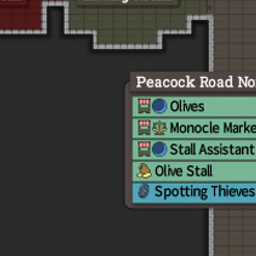 Peacock Road No
Olives
Monocle Marke
Stall Assistant
Olive Stall
Spotting Thieves